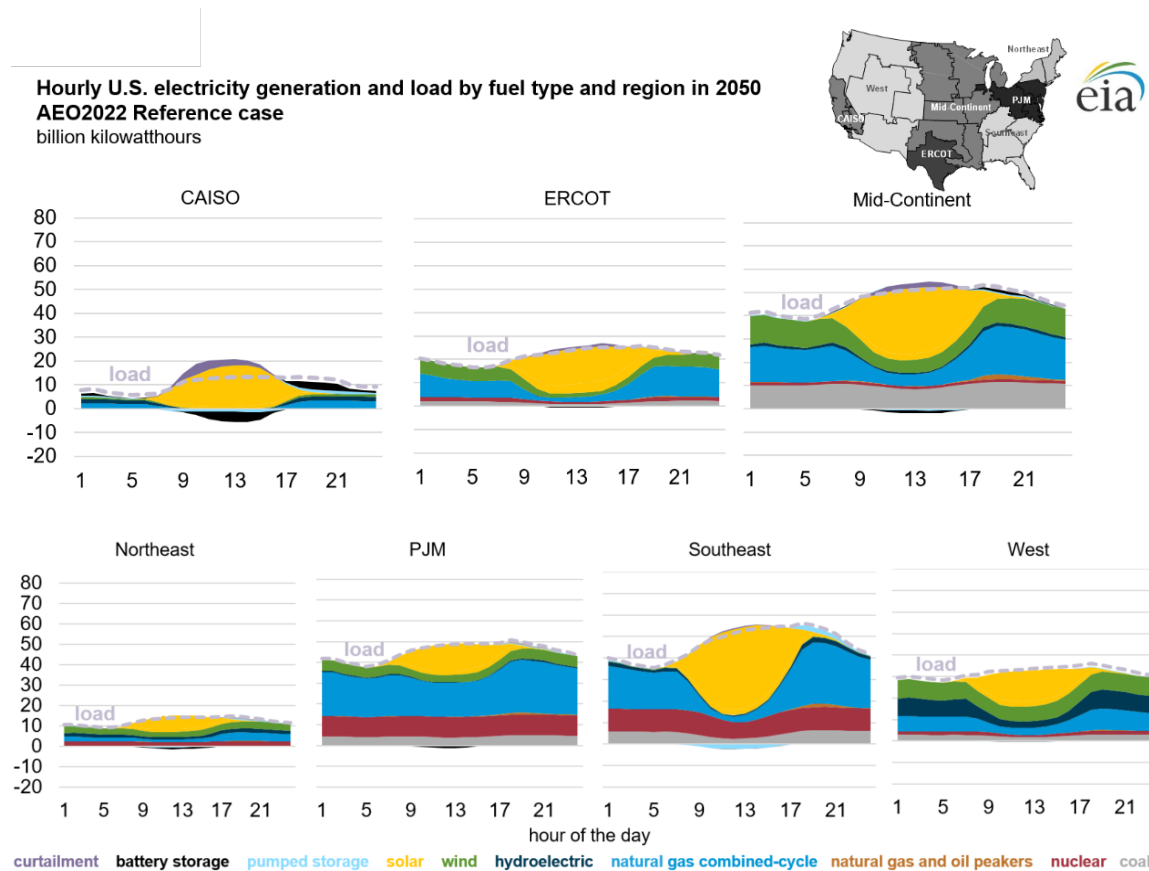 Hourly U.S. electricity generation and load by fuel type and region in 2050
AEO2022 Reference case
billion kilowatthours
Northeast
West
Mid-Continent
PJM
CAISO
Southeast
ERCOT
eia
CAISO
ERCOT
Mid-Continent
80
70
60
50
40
30
20
10
0
-10
-20
load
load
load
1 5 9 13 17 21
1 5 9 13 17 21
1 5 9 13 17 21
Northeast
PJM
Southeast
West
80
70
60
50
40
30
20
10
0
-10
-20
load
load
load
load
1 5 9 13 17 21
1 5 9 13 17 21
1 5 9 13 17 21
1 5 9 13 17 21
hour of the day
curtailment battery storage pumped storage solar wind hydroelectric natural gas combined-cycle natural gas and oil peakers nuclear coal